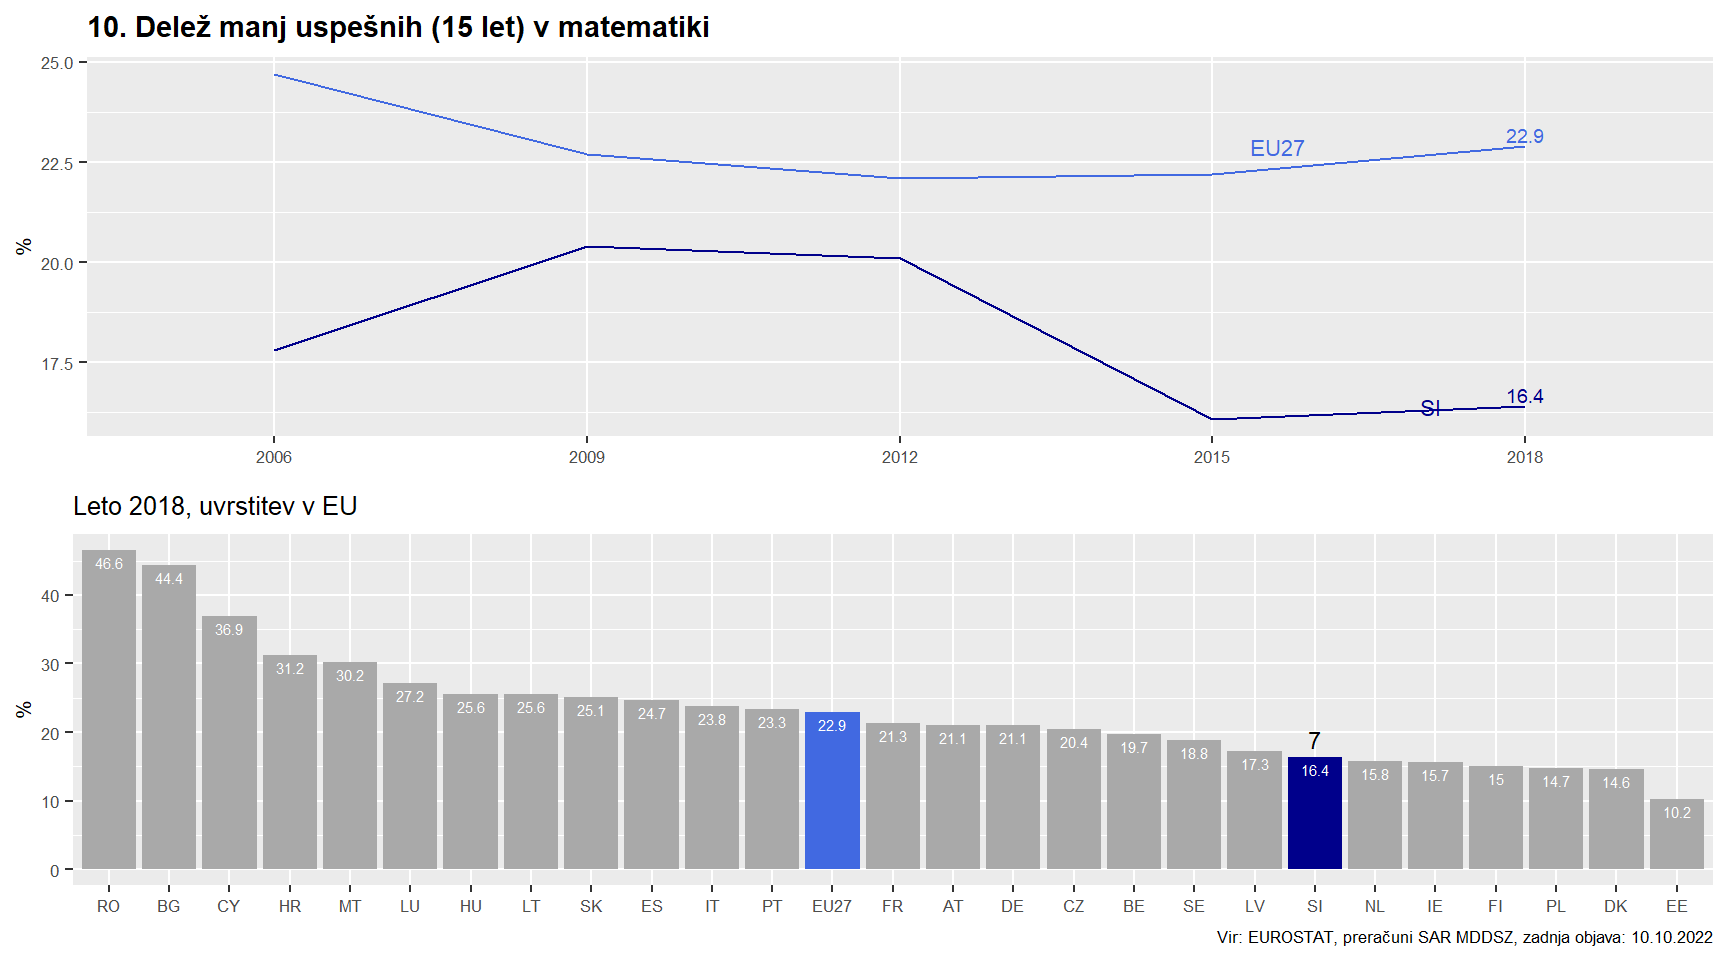 10. Delež manj uspešnih (15 let) v matematiki
25.0
22.5
20.0
17.5
%
EU27
22.9
SI
16.4
2006 2009 2012 2015 2018
Leto 2018, uvrstitev v EU
40
30
20
10
0
%
46.6 44.4 36.9 31.2 30.2 27.2 25.6 25.6 25.1 24.7 23.8 23.3 22.9 21.3 21.1 21.1 20.4 19.7 18.8 17.3 16.4 15.8 15.7 15 14.7 14.6 10.2
7
RO BG CY HR MT LU HU LT SK ES IT PT EU27 FR AT DE CZ BE SE LV SI NL IE FI PL DK EE
Vir: EUROSTAT, preračuni SAR MDDSZ, zadnja objava: 10.10.2022